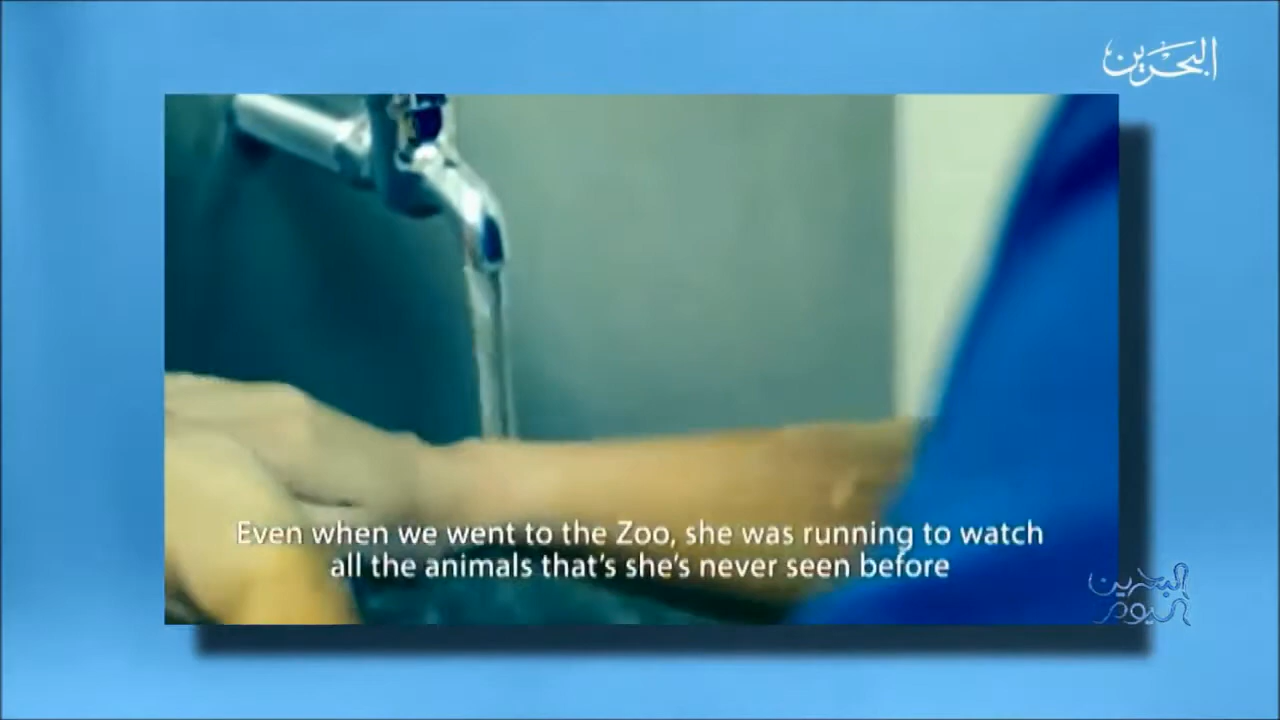 البحرين
Even when we went to the Zoo, she was running to watch
all the animals that's she's never seen before
البحرين
اليوم